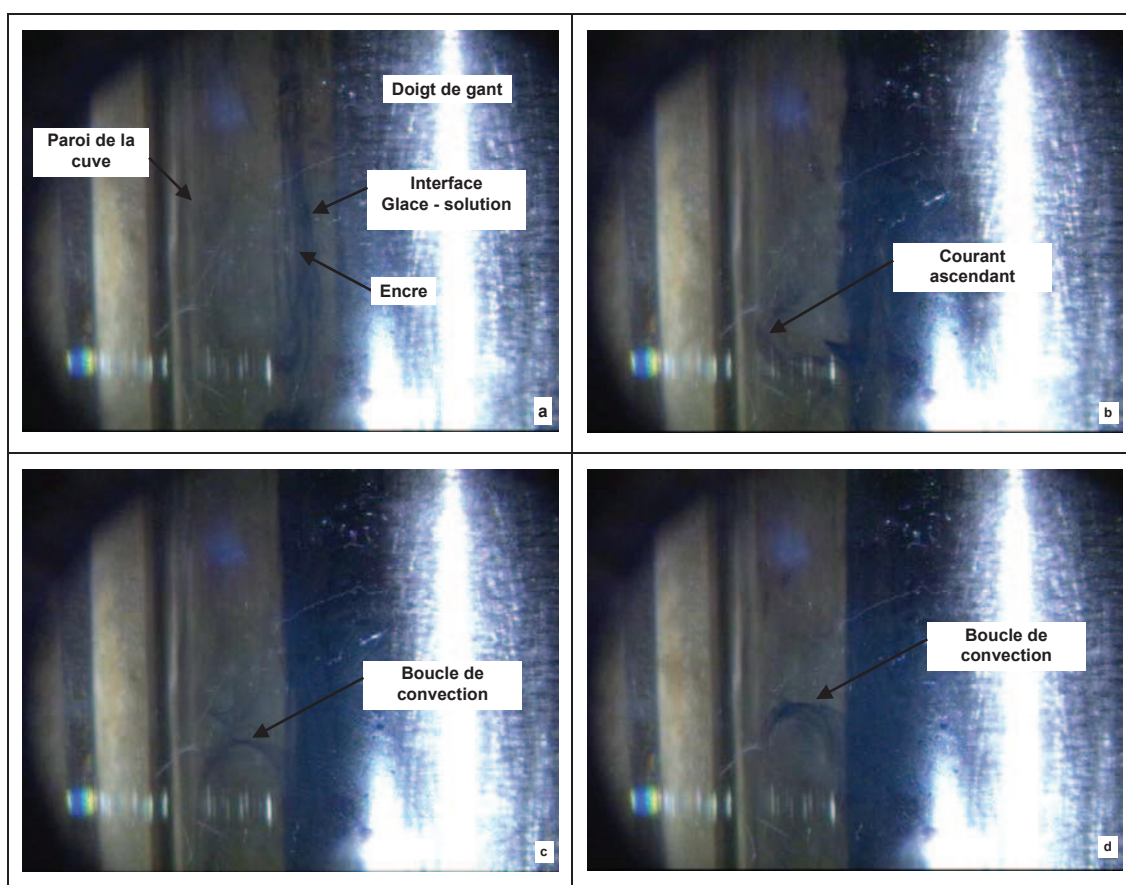 Doigt de gant
Paroi de la
cuve
Interface
Glace - solution
Encre
a
Courant
ascendant
b
Boucle de
convection
c
Boucle de
convection
d